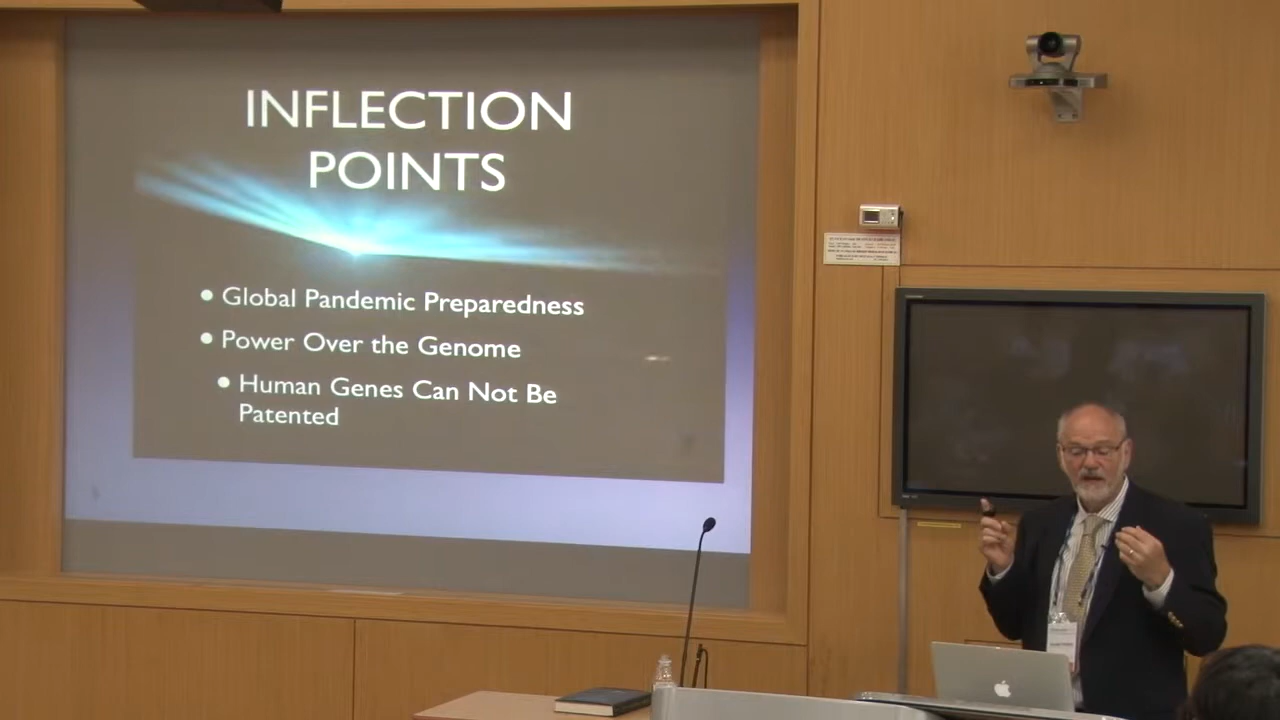 INFLECTION
POINTS
• Global Pandemic Preparedness
• Power Over the Genome
• Human Genes Can Not Be
Patented